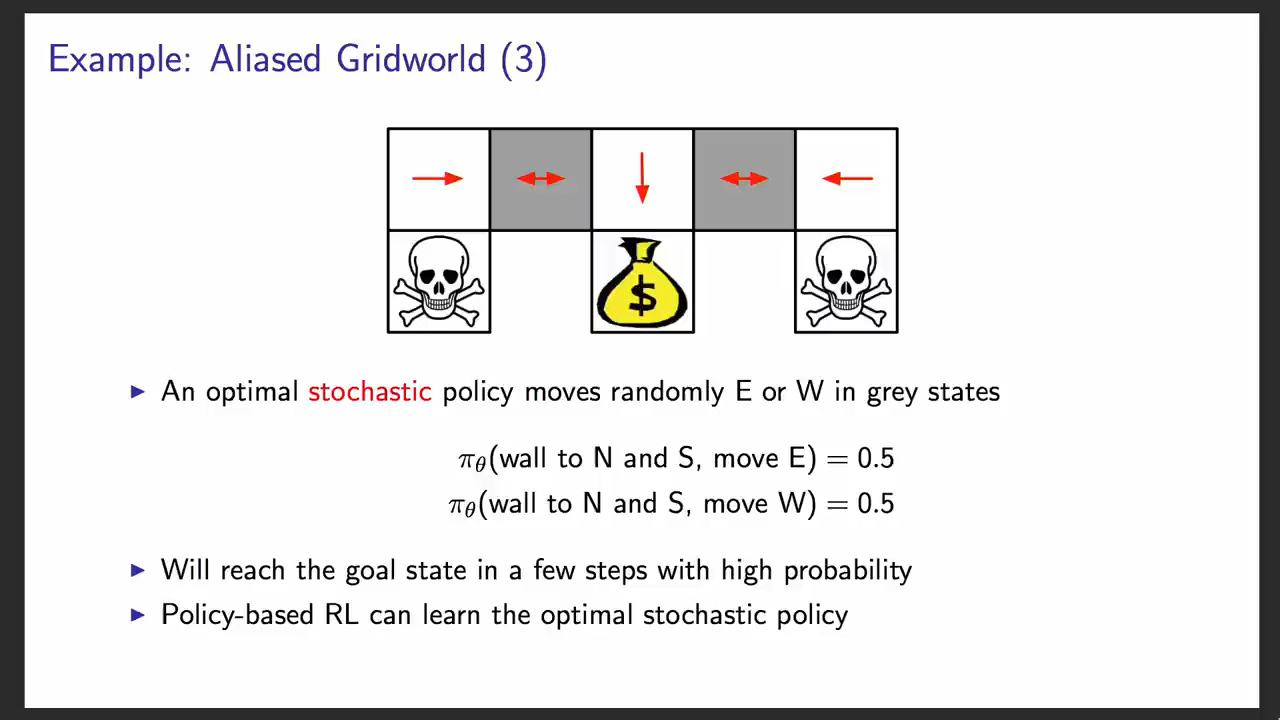 Example: Aliased Gridworld (3)
$
An optimal stochastic policy moves randomly E or W in grey states
πθ(wall to N and S, move E) = 0.5
πθ(wall to N and S, move W) = 0.5
Will reach the goal state in a few steps with high probability
Policy-based RL can learn the optimal stochastic policy